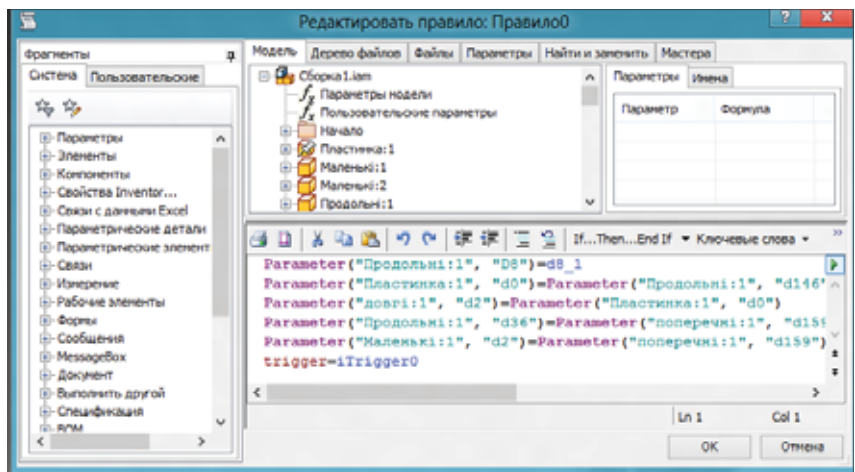 Редактировать правило: Правило0
Фрагменты
Система Пользовательские
Параметры
Элементы
Компоненты
Свойства Inventor...
Связи с данными Excel
Параметрические детали
Параметрические элемент
Связи
Измерение
Рабочие элементы
Формы
Сообщения
MessageBox
Документ
Выполнить другой
Спецификация
BOM
Модель Дерево файлов Файлы Параметры Найти и заменить Мастера
Сборка1.iam
Параметры модели
Пользовательские параметры
Начало
Пластинка:1
Маленькі:1
Маленькі:2
Продольні:1
Параметры Имена
Параметр Формула
If...Then...End If Ключевые слова
Parameter("Продольні:1", "D8")=d8_1
Parameter("Пластинка:1", "d0")=Parameter("Продольні:1", "d146"
Parameter("довгі:1", "d2")=Parameter("Пластинка:1", "d0")
Parameter("Продольні:1", "d36")=Parameter("поперечні:1", "d159
Parameter("Маленькі:1", "d2")=Parameter("поперечні:1", "d159")
trigger=iTrigger0
Ln 1 Col 1
OK Отмена